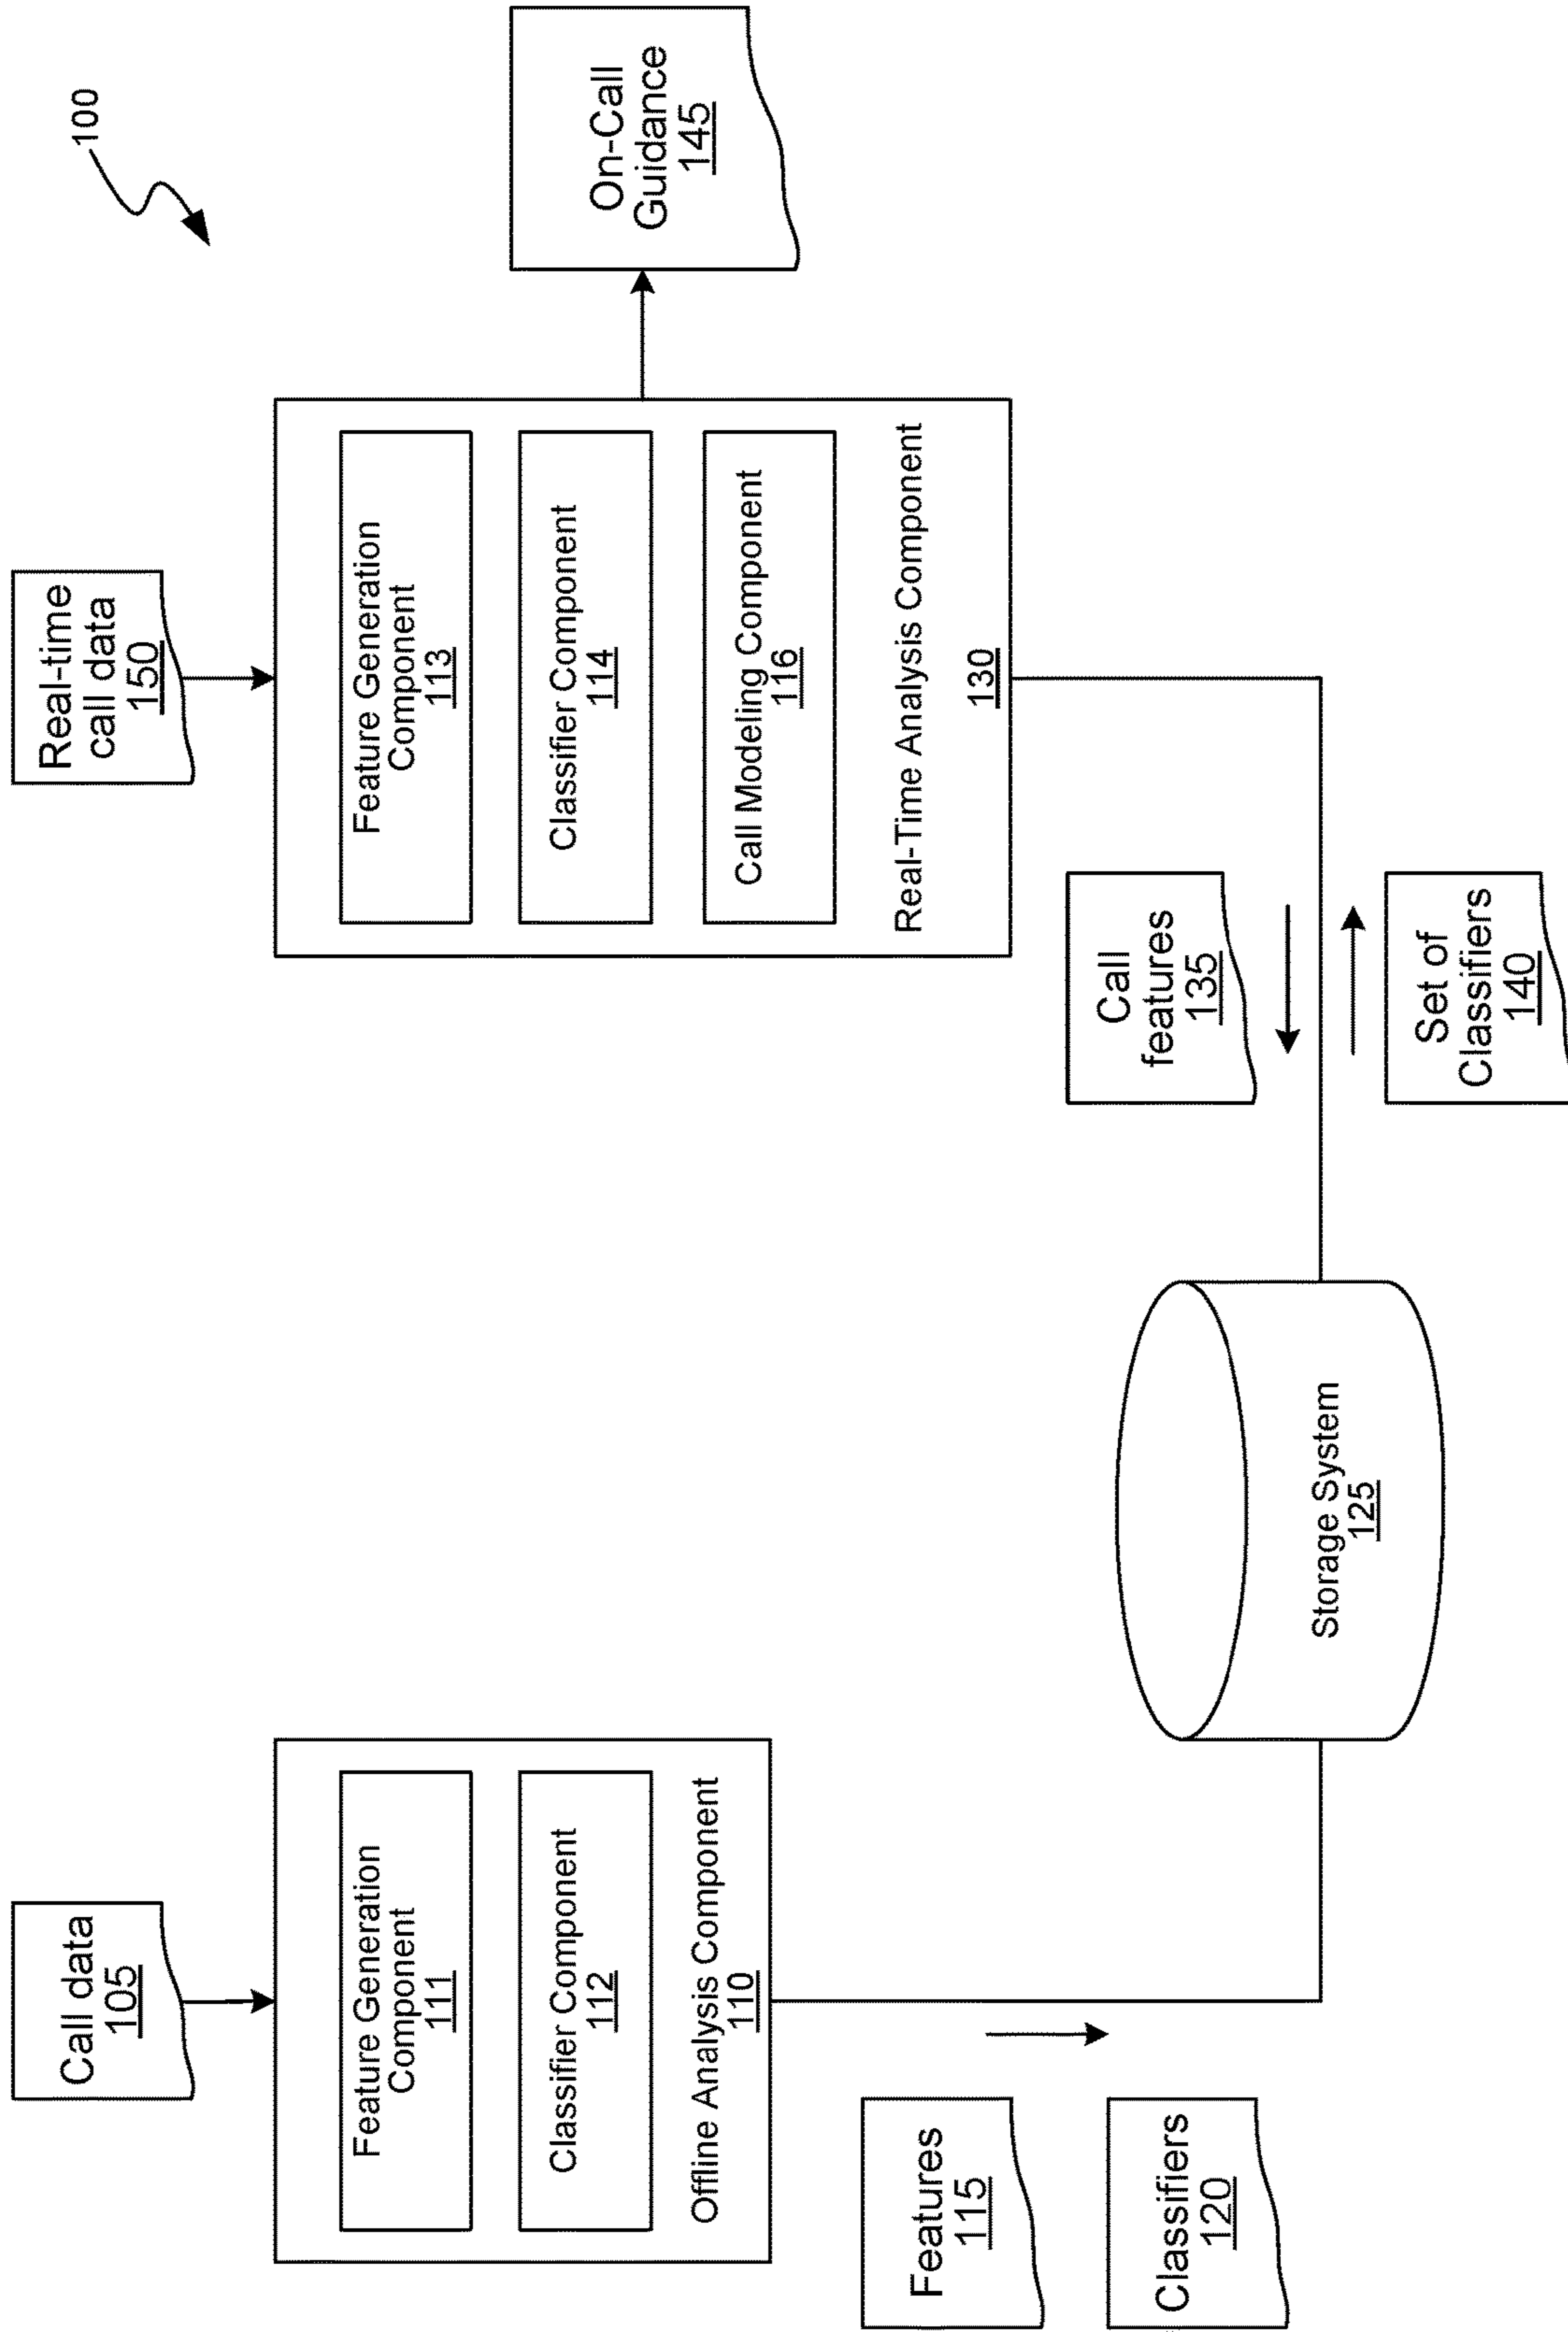 100
Call data
105
Feature Generation
Component
111
Classifier Component
112
Offline Analysis Component
110
Features
115
Classifiers
120
Storage System
125
Real-time
call data
150
Feature Generation
Component
113
Classifier Component
114
Call Modeling Component
116
Real-Time Analysis Component
130
Call
features
135
Set of
Classifiers
140
On-Call
Guidance
145